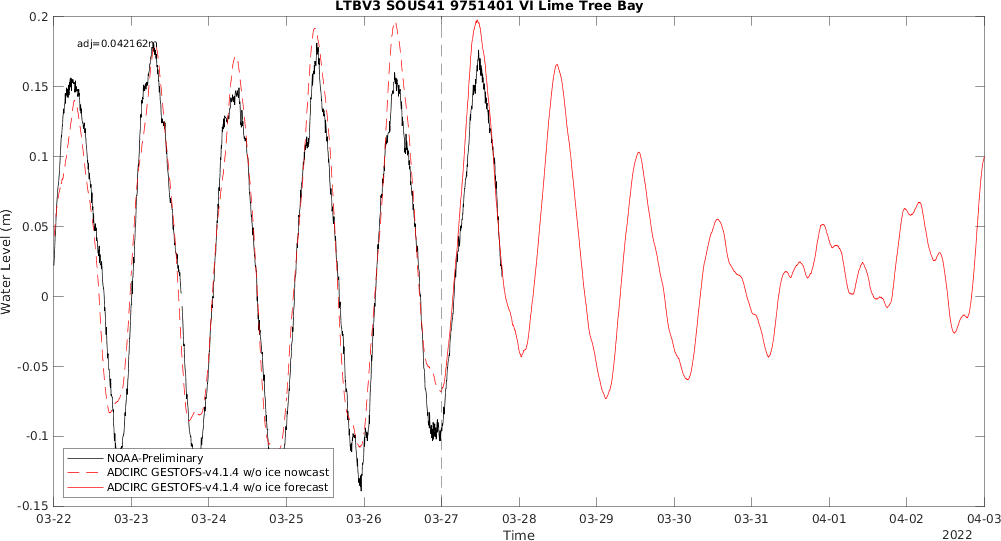 LTBV3 SOUS41 9751401 VI Lime Tree Bay
adj=0.042162m
0.2
0.15
0.1
0.05
0
-0.05
-0.1
-0.15
Water Level (m)
NOAA-Preliminary
ADCIRC GESTOFS-v4.1.4 w/o ice nowcast
ADCIRC GESTOFS-v4.1.4 w/o ice forecast
03-22 03-23 03-24 03-25 03-26 03-27 03-28 03-29 03-30 03-31 04-01 04-02 04-03
Time
2022